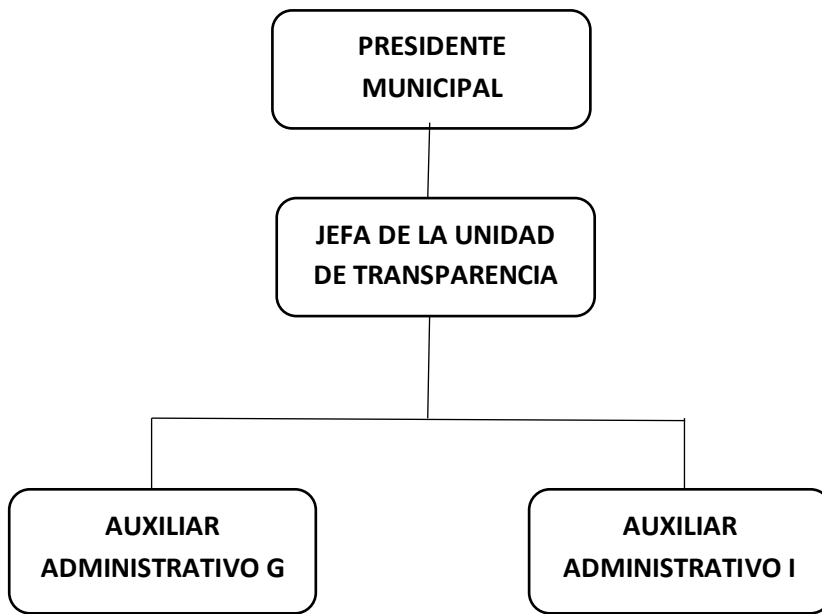 PRESIDENTE
MUNICIPAL
JEFA DE LA UNIDAD
DE TRANSPARENCIA
AUXILIAR
ADMINISTRATIVO G
AUXILIAR
ADMINISTRATIVO I